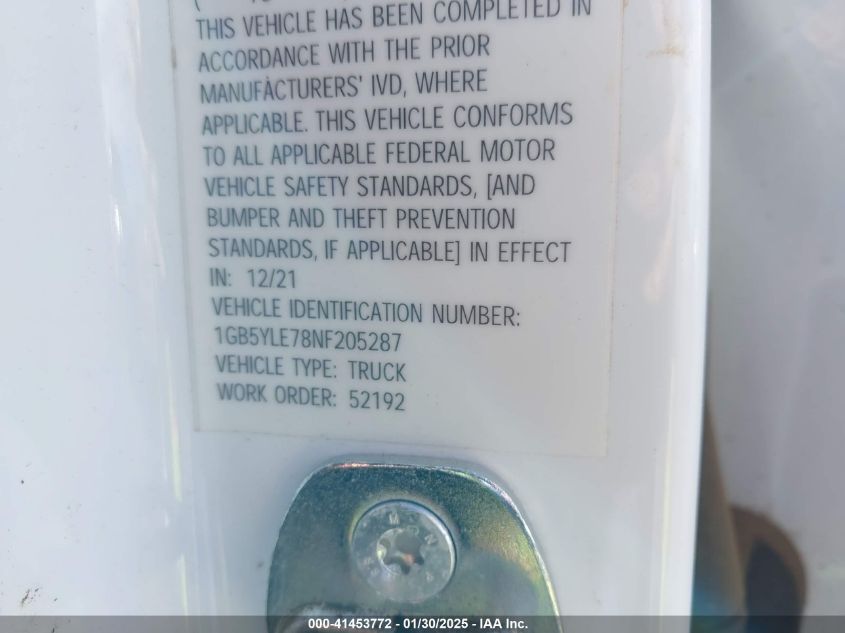 THIS VEHICLE HAS BEEN COMPLETED IN
ACCORDANCE WITH THE PRIOR
MANUFACTURERS' IVD, WHERE
APPLICABLE. THIS VEHICLE CONFORMS
TO ALL APPLICABLE FEDERAL MOTOR
VEHICLE SAFETY STANDARDS, [AND
BUMPER AND THEFT PREVENTION
STANDARDS, IF APPLICABLE] IN EFFECT
IN: 12/21
VEHICLE IDENTIFICATION NUMBER:
1GB5YLE78NF205287
VEHICLE TYPE: TRUCK
WORK ORDER: 52192
000-41453772 - 01/30/2025 - IAA Inc.